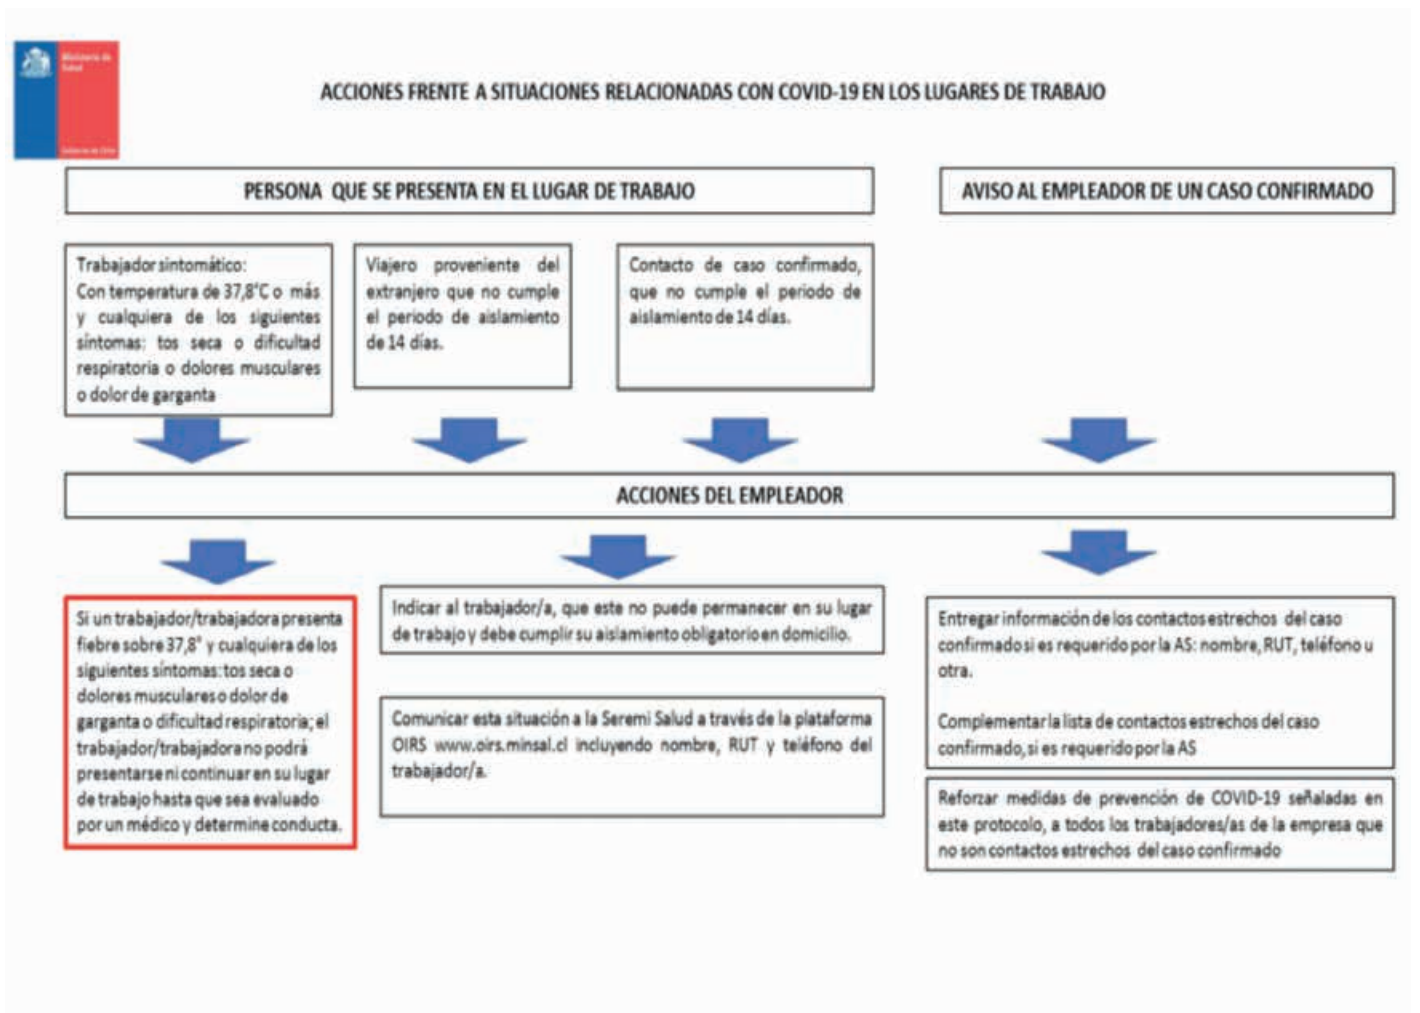 Ministerio de
Salud
Gobierno de Chile
ACCIONES FRENTE A SITUACIONES RELACIONADAS CON COVID-19 EN LOS LUGARES DE TRABAJO
PERSONA QUE SE PRESENTA EN EL LUGAR DE TRABAJO
AVISO AL EMPLEADOR DE UN CASO CONFIRMADO
Trabajador sintomático:
Con temperatura de 37,8°C o más
y cualquiera de los siguientes
síntomas: tos seca o dificultad
respiratoria o dolores musculares
o dolor de garganta
Viajero proveniente del
extranjero que no cumple
el periodo de aislamiento
de 14 días.
Contacto de caso confirmado,
que no cumple el periodo de
aislamiento de 14 días.
ACCIONES DEL EMPLEADOR
Si un trabajador/trabajadora presenta
fiebre sobre 37,8° y cualquiera de los
siguientes síntomas: tos seca o
dolores musculares o dolor de
garganta o dificultad respiratoria; el
trabajador/trabajadora no podrá
presentarse ni continuar en su lugar
de trabajo hasta que sea evaluado
por un médico y determine conducta.
Indicar al trabajador/a, que este no puede permanecer en su lugar
de trabajo y debe cumplir su aislamiento obligatorio en domicilio.
Comunicar esta situación a la Seremi Salud a través de la plataforma
OIRS www.oirs.minsal.cl incluyendo nombre, RUT y teléfono del
trabajador/a.
Entregar información de los contactos estrechos del caso
confirmado si es requerido por la AS: nombre, RUT, teléfono u
otra.
Complementar la lista de contactos estrechos del caso
confirmado, si es requerido por la AS
Reforzar medidas de prevención de COVID-19 señaladas en
este protocolo, a todos los trabajadores/as de la empresa que
no son contactos estrechos del caso confirmado